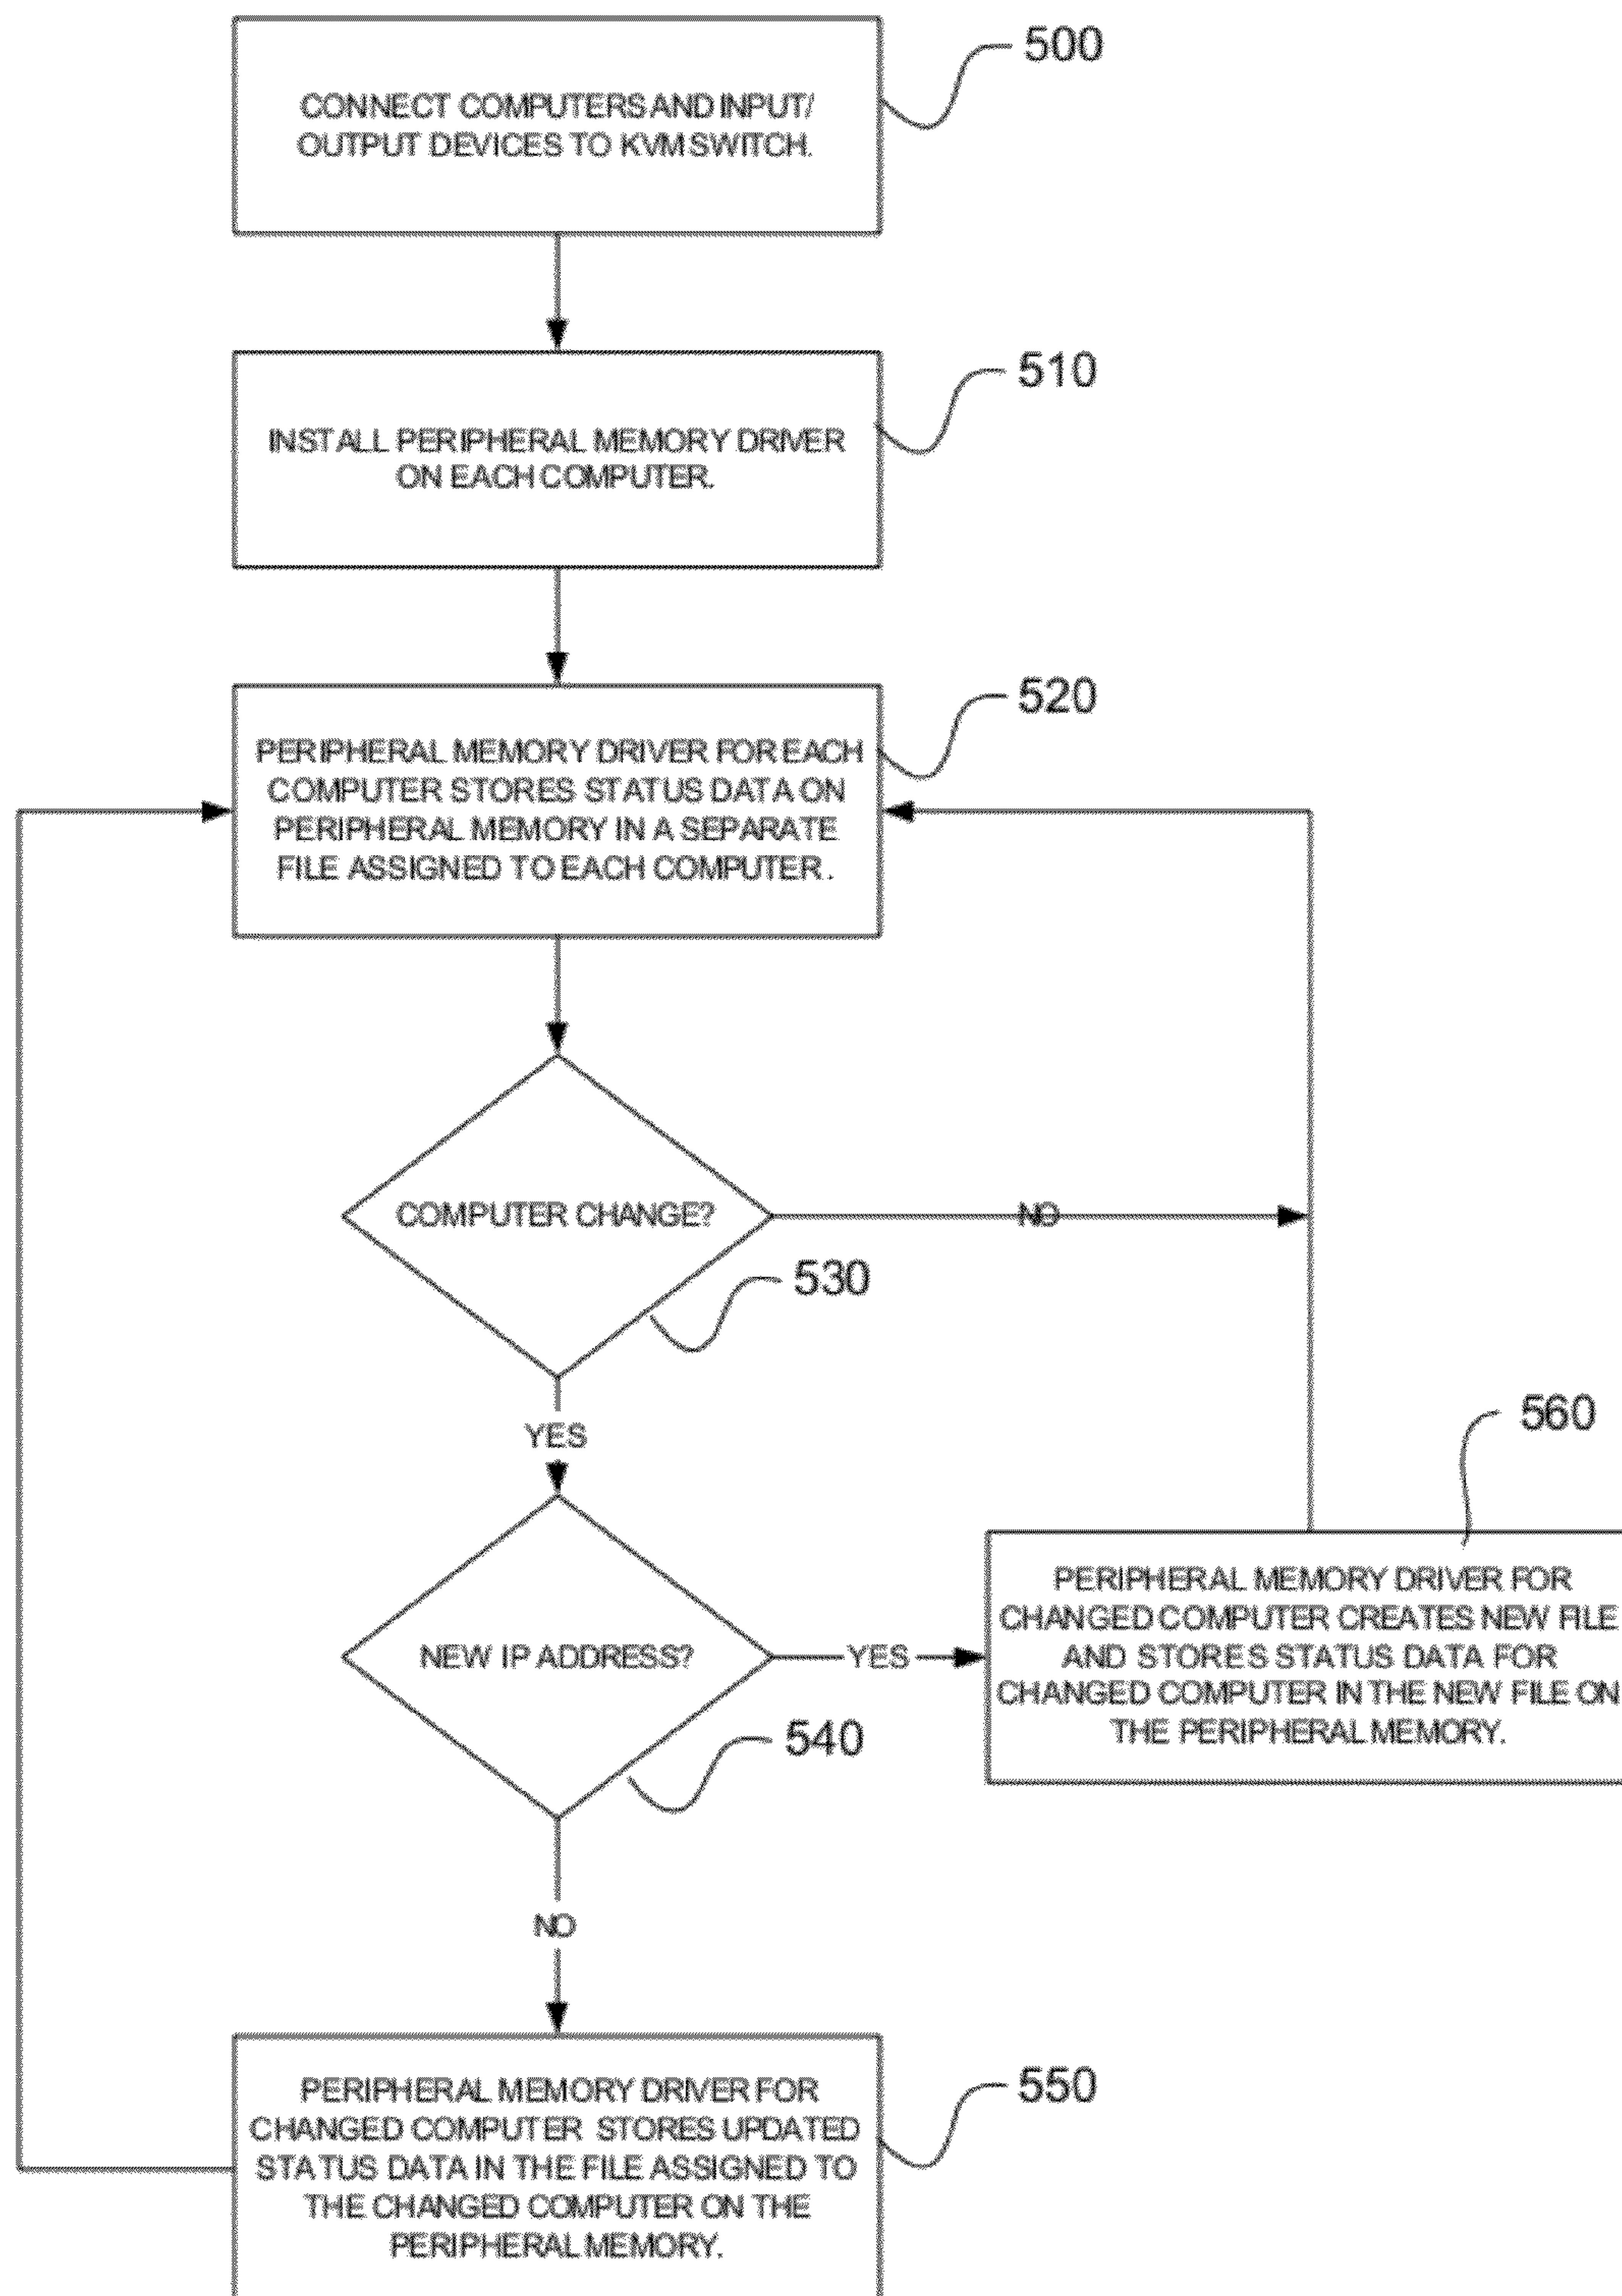 500
CONNECT COMPUTERS AND INPUT/
OUTPUT DEVICES TO KVM SWITCH.
510
INSTALL PERIPHERAL MEMORY DRIVER
ON EACH COMPUTER.
520
PERIPHERAL MEMORY DRIVER FOR EACH
COMPUTER STORES STATUS DATA ON
PERIPHERAL MEMORY IN A SEPARATE
FILE ASSIGNED TO EACH COMPUTER.
COMPUTER CHANGE?
NO
530
YES
560
NEW IP ADDRESS?
YES
540
PERIPHERAL MEMORY DRIVER FOR
CHANGED COMPUTER CREATES NEW FILE
AND STORES STATUS DATA FOR
CHANGED COMPUTER IN THE NEW FILE ON
THE PERIPHERAL MEMORY.
NO
550
PERIPHERAL MEMORY DRIVER FOR
CHANGED COMPUTER STORES UPDATED
STATUS DATA IN THE FILE ASSIGNED TO
THE CHANGED COMPUTER ON THE
PERIPHERAL MEMORY.